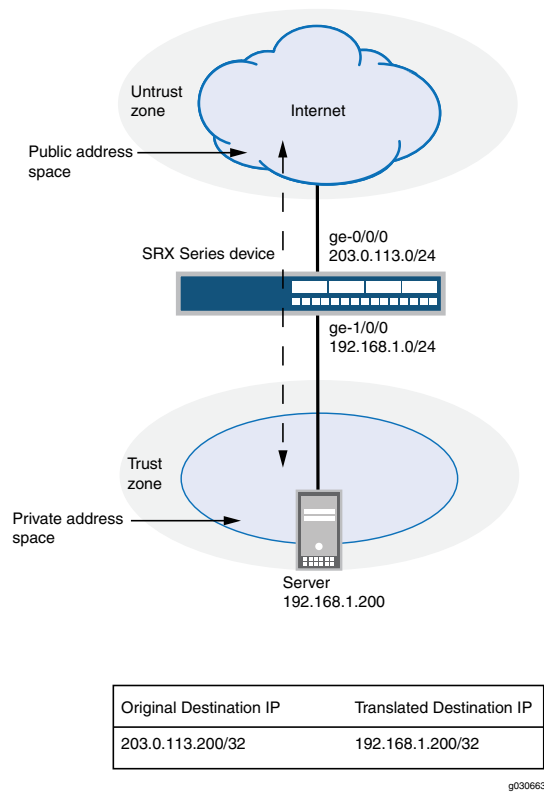 Untrust
zone
Internet
Public address
space
SRX Series device
ge-0/0/0
203.0.113.0/24
ge-1/0/0
192.168.1.0/24
Trust
zone
Private address
space
Server
192.168.1.200
Original Destination IP Translated Destination IP
203.0.113.200/32 192.168.1.200/32
g030663